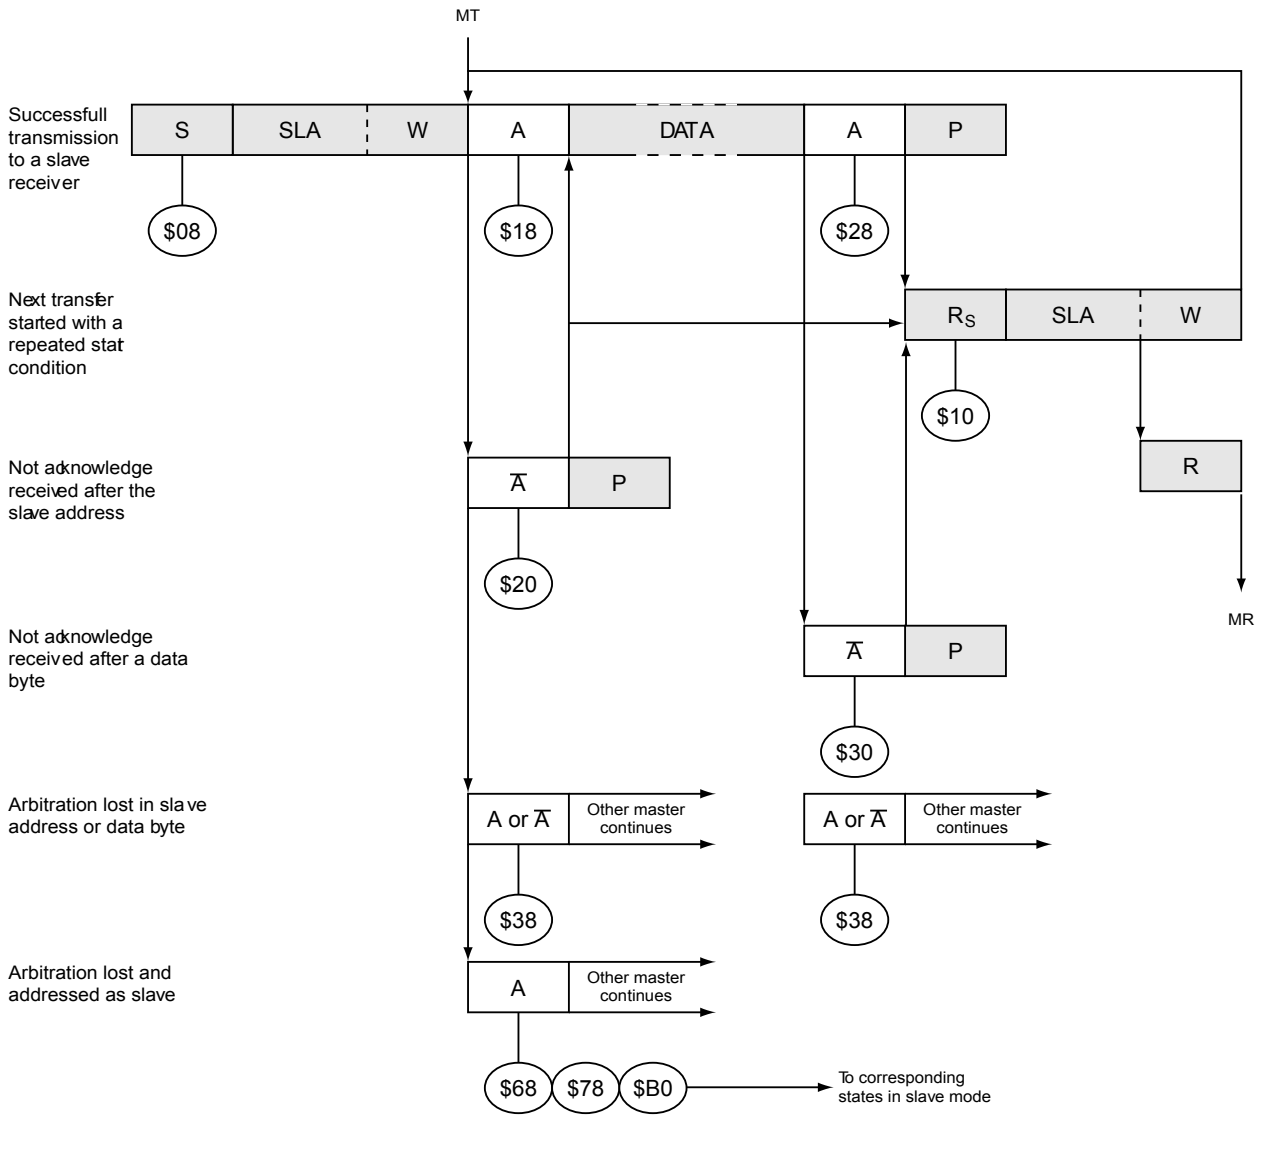 MT
Successfull
transmission
to a slave
receiver
S SLA W A DATA A P
$08 $18 $28
Next transfer
started with a
repeated start
condition
RS SLA W
$10
Not acknowledge
received after the
slave address
A̅ P
R
$20
MR
Not acknowledge
received after a data
byte
A̅ P
$30
Arbitration lost in slave
address or data byte
A or A̅ Other master
continues
A or A̅ Other master
continues
$38 $38
Arbitration lost and
addressed as slave
A Other master
continues
$68 $78 $B0
To corresponding
states in slave mode